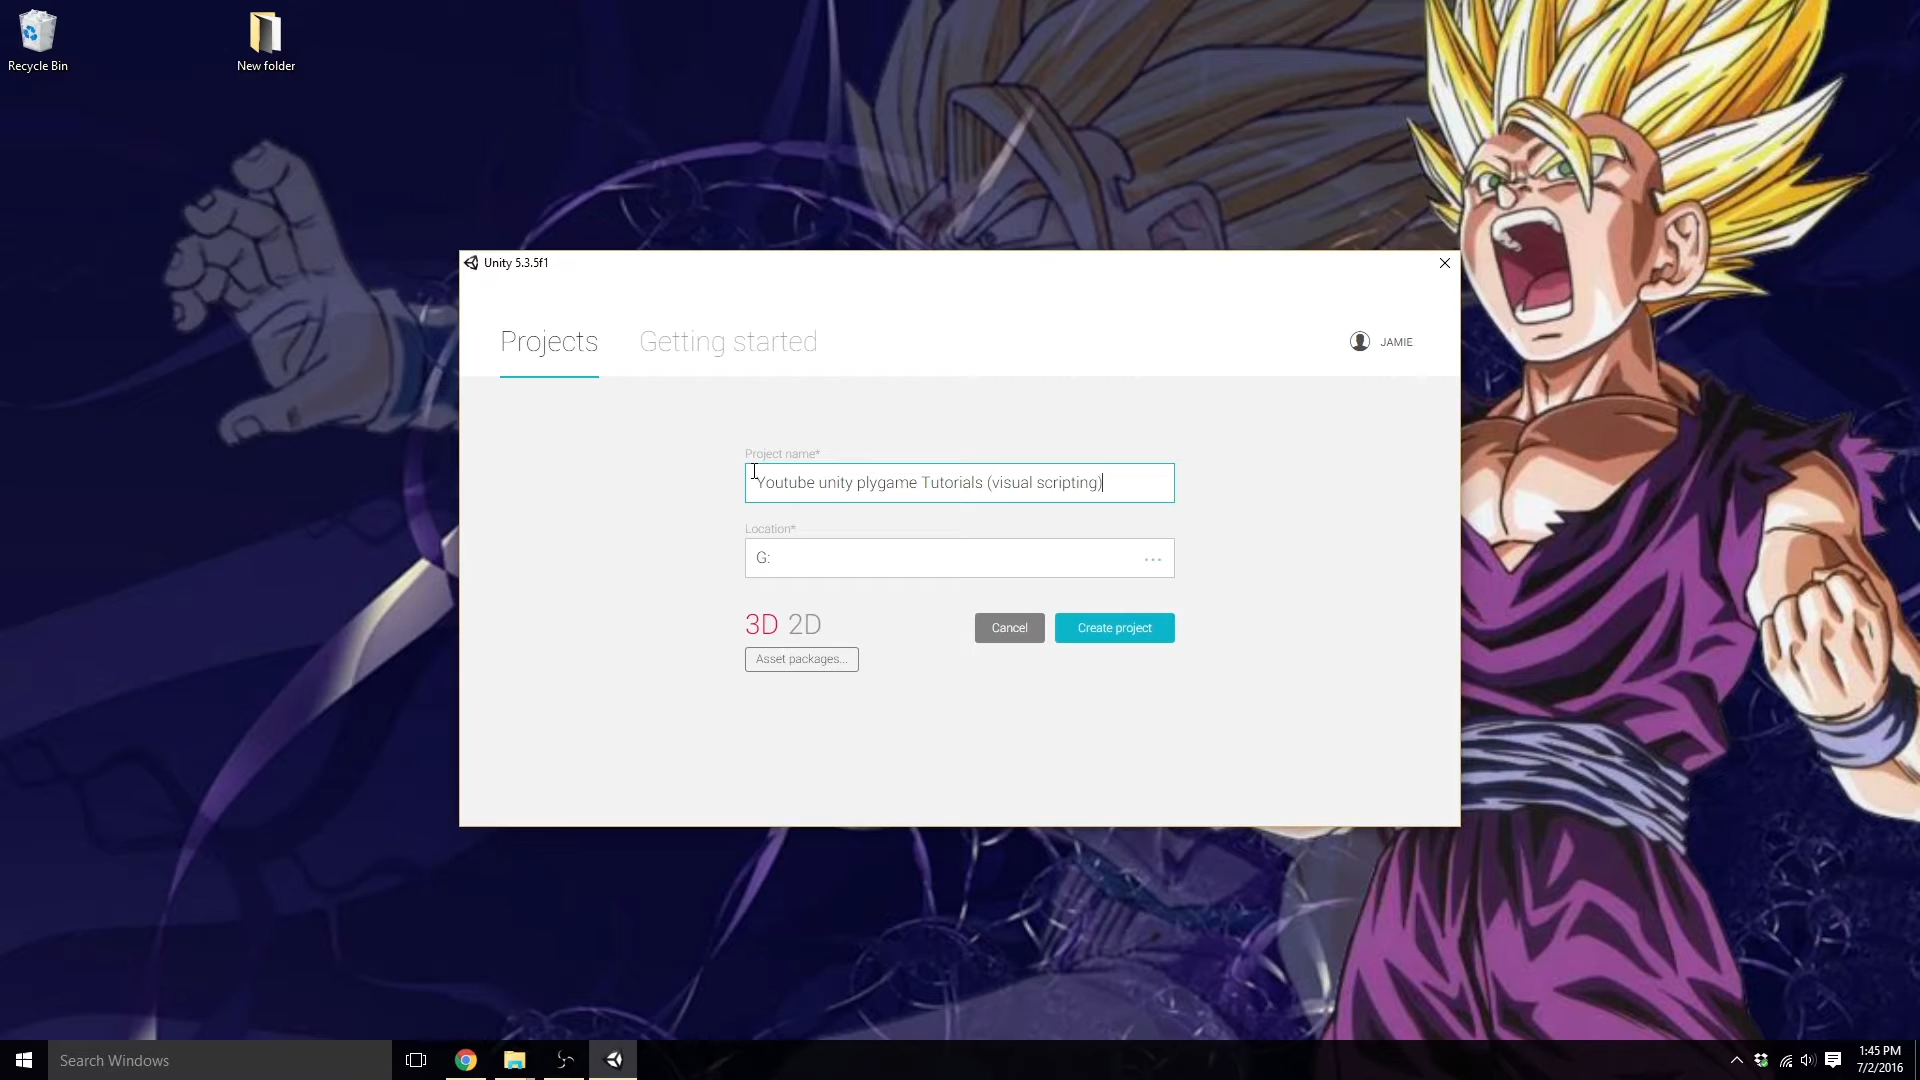 Recycle Bin
New folder
Unity 5.3.5f1
Projects
Getting started
JAMIE
Project name*
Youtube unity plygame Tutorials (visual scripting)
Location*
G:
...
3D 2D
Cancel
Create project
Asset packages...
Search Windows
1:45 PM
7/2/2016